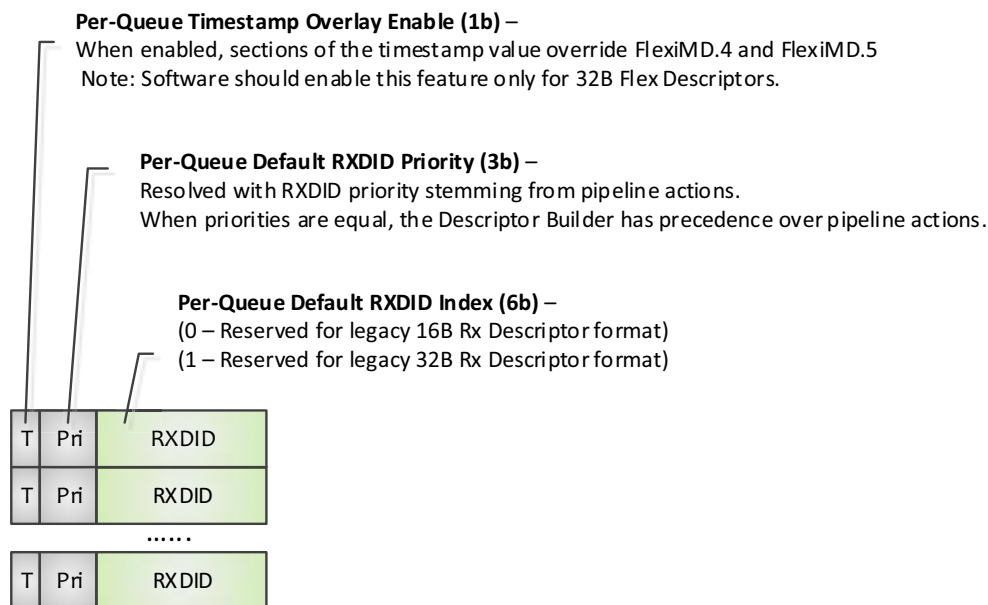 Per-Queue Timestamp Overlay Enable (1b) –
When enabled, sections of the timestamp value override FlexiMD.4 and FlexiMD.5
Note: Software should enable this feature only for 32B Flex Descriptors.
Per-Queue Default RXDID Priority (3b) –
Resolved with RXDID priority stemming from pipeline actions.
When priorities are equal, the Descriptor Builder has precedence over pipeline actions.
Per-Queue Default RXDID Index (6b) –
(0 – Reserved for legacy 16B Rx Descriptor format)
(1 – Reserved for legacy 32B Rx Descriptor format)
T Pri RXDID
T Pri RXDID
......
T Pri RXDID